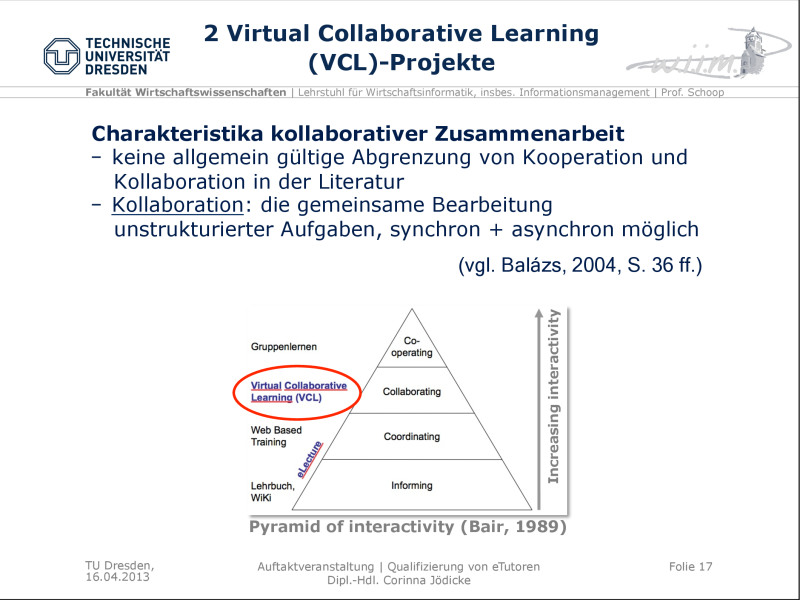 2 Virtual Collaborative Learning
(VCL)-Projekte
TECHNISCHE
UNIVERSITÄT
DRESDEN
w.i.i.m.
Fakultät Wirtschaftswissenschaften | Lehrstuhl für Wirtschaftsinformatik, insbes. Informationsmanagement | Prof. Schoop
Charakteristika kollaborativer Zusammenarbeit
– keine allgemein gültige Abgrenzung von Kooperation und
Kollaboration in der Literatur
– Kollaboration: die gemeinsame Bearbeitung
unstrukturierter Aufgaben, synchron + asynchron möglich
(vgl. Balázs, 2004, S. 36 ff.)
Gruppenlernen
Co-
operating
Virtual Collaborative
Learning (VCL)
Collaborating
Web Based
Training
Coordinating
eLecture
Lehrbuch,
WiKi
Informing
Increasing interactivity
Pyramid of interactivity (Bair, 1989)
TU Dresden,
16.04.2013
Auftaktveranstaltung | Qualifizierung von eTutoren
Dipl.-Hdl. Corinna Jödicke
Folie 17